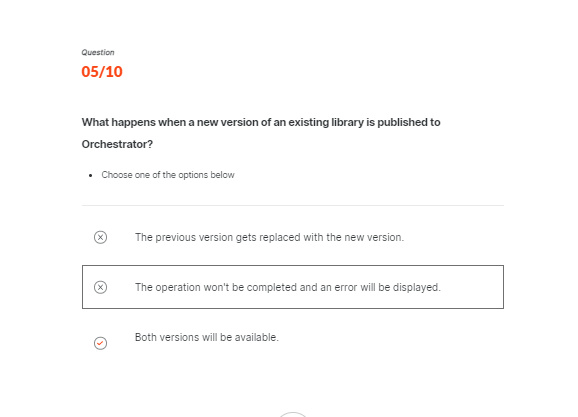 Question
05/10
What happens when a new version of an existing library is published to
Orchestrator?
Choose one of the options below
The previous version gets replaced with the new version.
The operation won't be completed and an error will be displayed.
Both versions will be available.